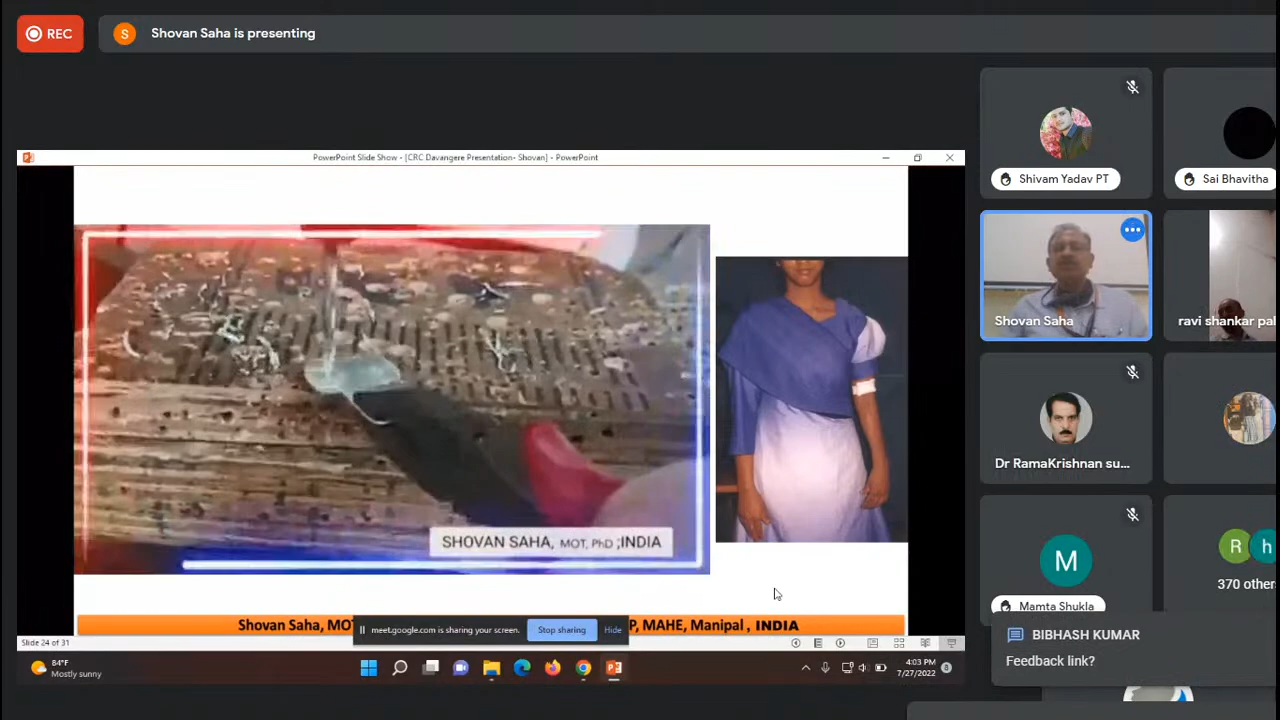 REC
S
Shovan Saha is presenting
PowerPoint Slide Show - [CRC Davangere Presentation- Shovan] - PowerPoint
SHOVAN SAHA, MOT, PhD ;INDIA
Shovan Saha, MOT
meet.google.com is sharing your screen.
Stop sharing
Hide
P, MAHE, Manipal , INDIA
Slide 24 of 31
84°F
Mostly sunny
4:03 PM
7/27/2022
8
Shivam Yadav PT
Sai Bhavitha
Shovan Saha
ravi shankar pal
Dr RamaKrishnan su...
M
Mamta Shukla
R
h
370 other
BIBHASH KUMAR
Feedback link?